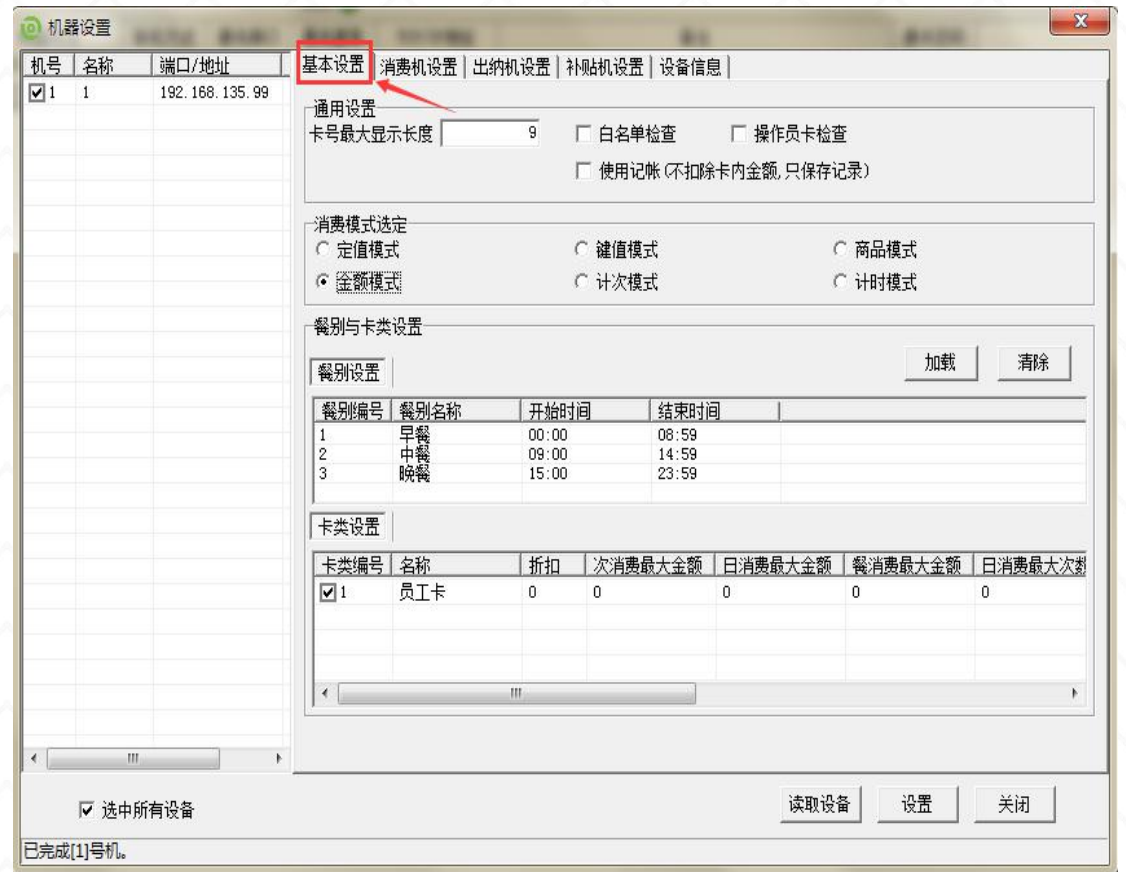 机器设置
机号 名称 端口/地址
1 1 192.168.135.99
基本设置 消费机设置 出纳机设置 补贴机设置 设备信息
通用设置
卡号最大显示长度 9 白名单检查 操作员卡检查
使用记帐(不扣除卡内金额,只保存记录)
消费模式选定
定值模式 键值模式 商品模式
金额模式 计次模式 计时模式
餐别与卡类设置
加载 清除
餐别设置
餐别编号 餐别名称 开始时间 结束时间
1 早餐 00:00 08:59
2 中餐 09:00 14:59
3 晚餐 15:00 23:59
卡类设置
卡类编号 名称 折扣 次消费最大金额 日消费最大金额 餐消费最大金额 日消费最大次数
1 员工卡 0 0 0 0 0
选中所有设备 读取设备 设置 关闭
已完成[1]号机。